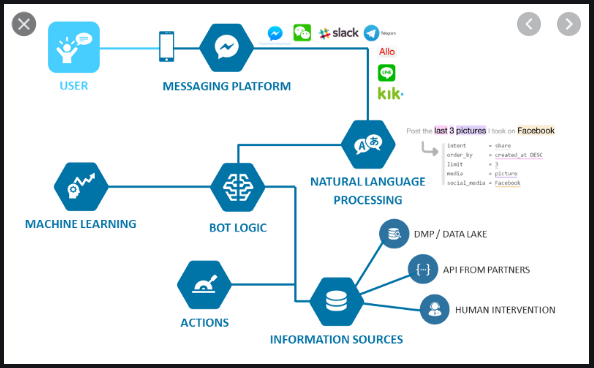 USER
MESSAGING PLATFORM
slack
Telegram
Allo
LINE
kik
Post the last 3 pictures I took on Facebook
intent = share
order_by = created_at DESC
limit = 3
media = picture
social_media = Facebook
A
NATURAL LANGUAGE
PROCESSING
MACHINE LEARNING
BOT LOGIC
DMP / DATA LAKE
{...}
API FROM PARTNERS
HUMAN INTERVENTION
ACTIONS
INFORMATION SOURCES